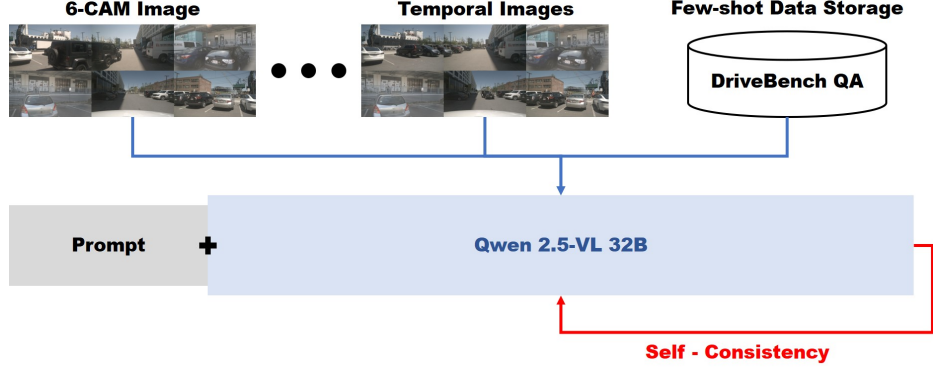 6-CAM Image
Temporal Images
Few-shot Data Storage
DriveBench QA
Prompt
+
Qwen 2.5-VL 32B
Self - Consistency